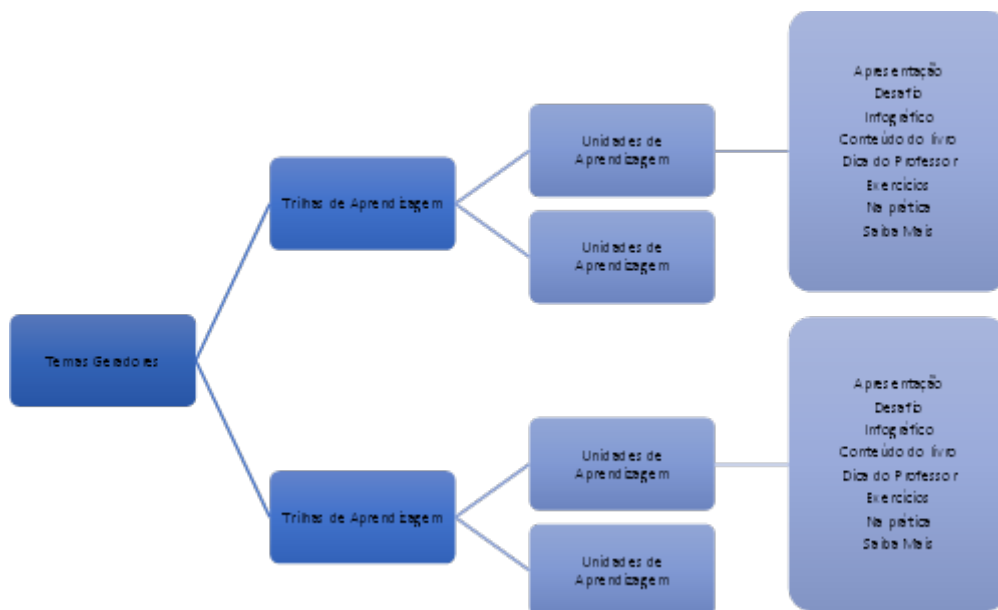 Temas Geradores
Trilhas de Aprendizagem
Unidades de
Aprendizagem
Apresentação
Desafio
Infográfico
Conteúdo do livro
Dica do Professor
Exercícios
Na prática
Saiba Mais
Unidades de
Aprendizagem
Trilhas de Aprendizagem
Unidades de
Aprendizagem
Apresentação
Desafio
Infográfico
Conteúdo do livro
Dica do Professor
Exercícios
Na prática
Saiba Mais
Unidades de
Aprendizagem